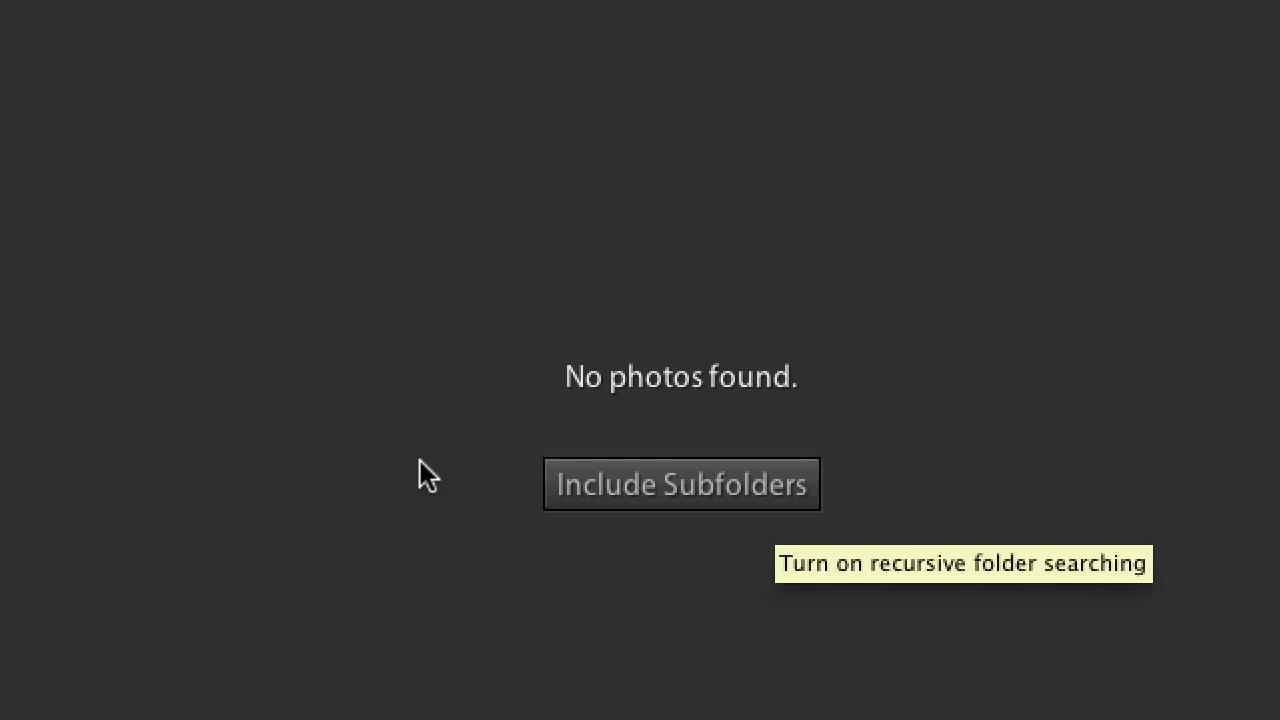 No photos found.
Include Subfolders
Turn on recursive folder searching